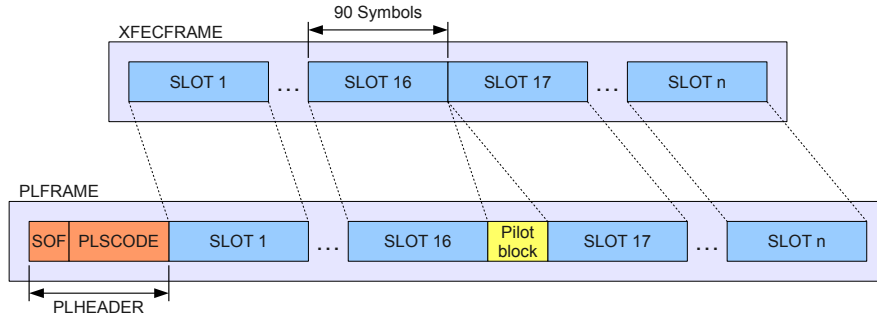 90 Symbols
XFECFRAME
SLOT 1 ... SLOT 16 SLOT 17 ... SLOT n
PLFRAME
SOF PLSCODE SLOT 1 ... SLOT 16 Pilot block SLOT 17 ... SLOT n
PLHEADER